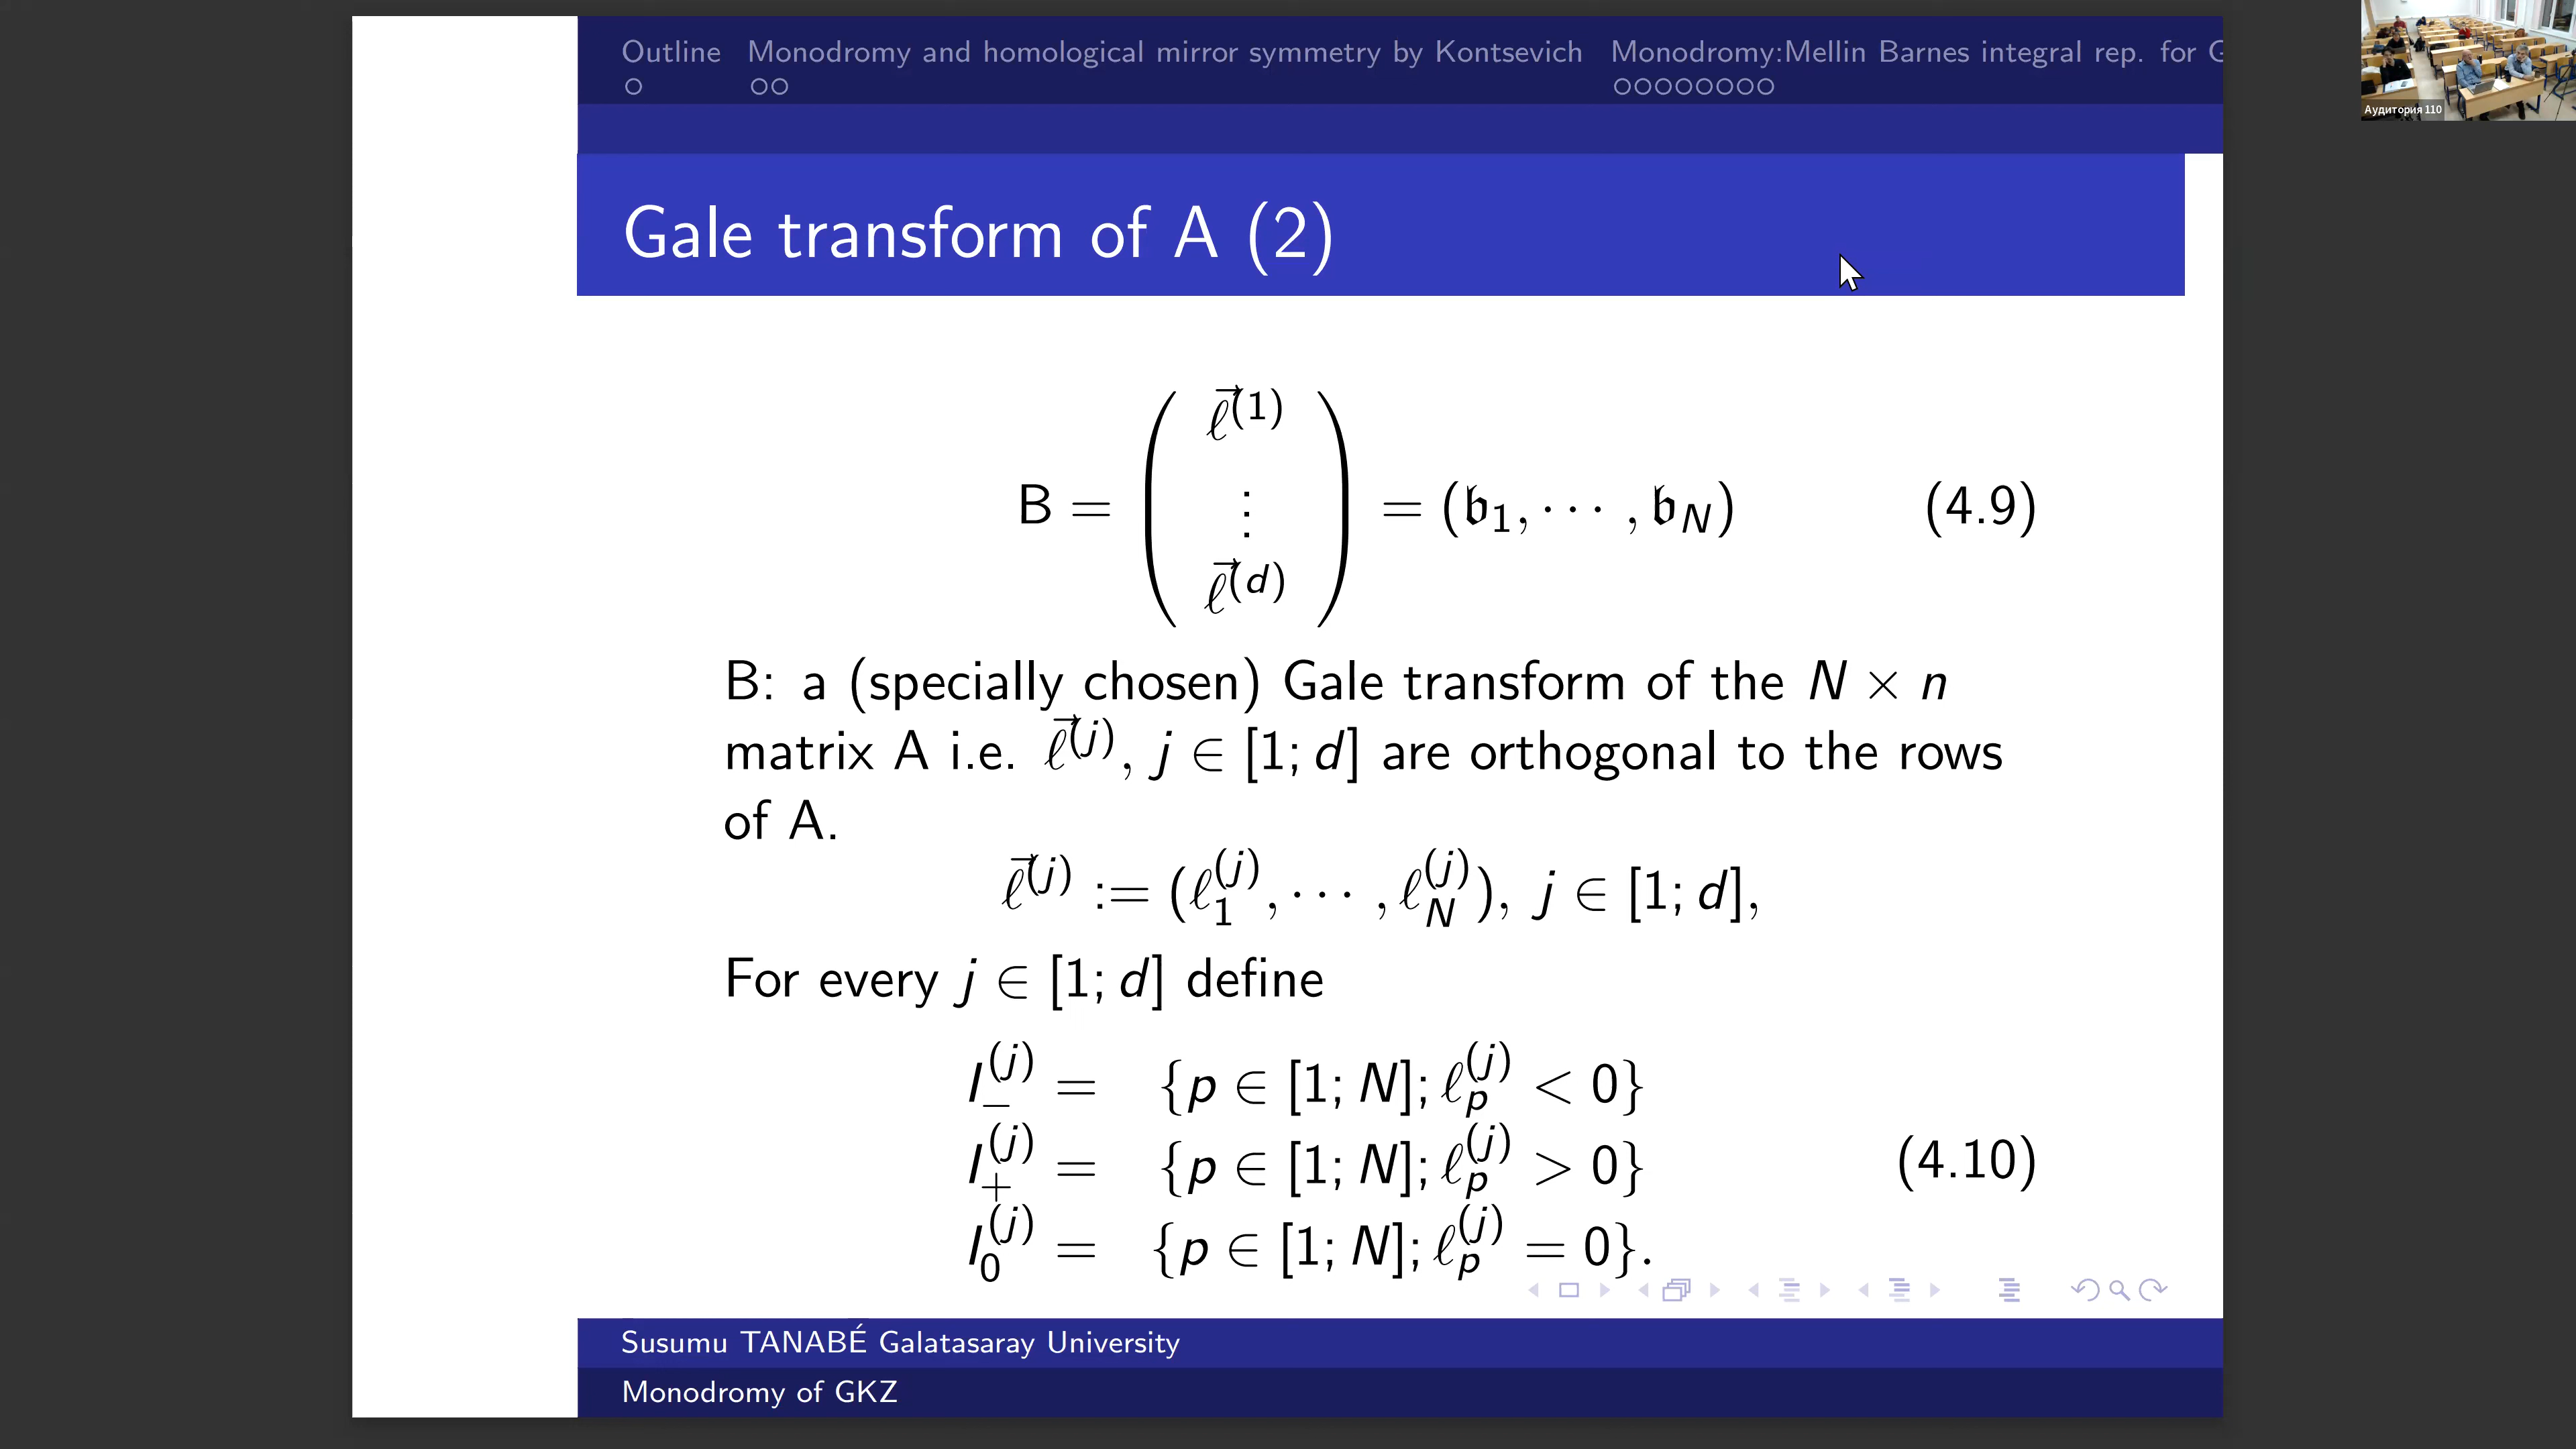 Outline Monodromy and homological mirror symmetry by Kontsevich Monodromy:Mellin Barnes integral rep. for G
Аудитория 110
Gale transform of A (2)
B = ( ℓ⃗^(1) ⋮ ℓ⃗^(d) ) = (𝔟_1, ⋯ , 𝔟_N) (4.9)
B: a (specially chosen) Gale transform of the N × n
matrix A i.e. ℓ⃗^(j), j ∈ [1; d] are orthogonal to the rows
of A.
ℓ⃗^(j) := (ℓ_1^(j), ⋯ , ℓ_N^(j)), j ∈ [1; d],
For every j ∈ [1; d] define
I_−^(j) = {p ∈ [1; N]; ℓ_p^(j) < 0}
I_+^(j) = {p ∈ [1; N]; ℓ_p^(j) > 0} (4.10)
I_0^(j) = {p ∈ [1; N]; ℓ_p^(j) = 0}.
Susumu TANABÉ Galatasaray University
Monodromy of GKZ